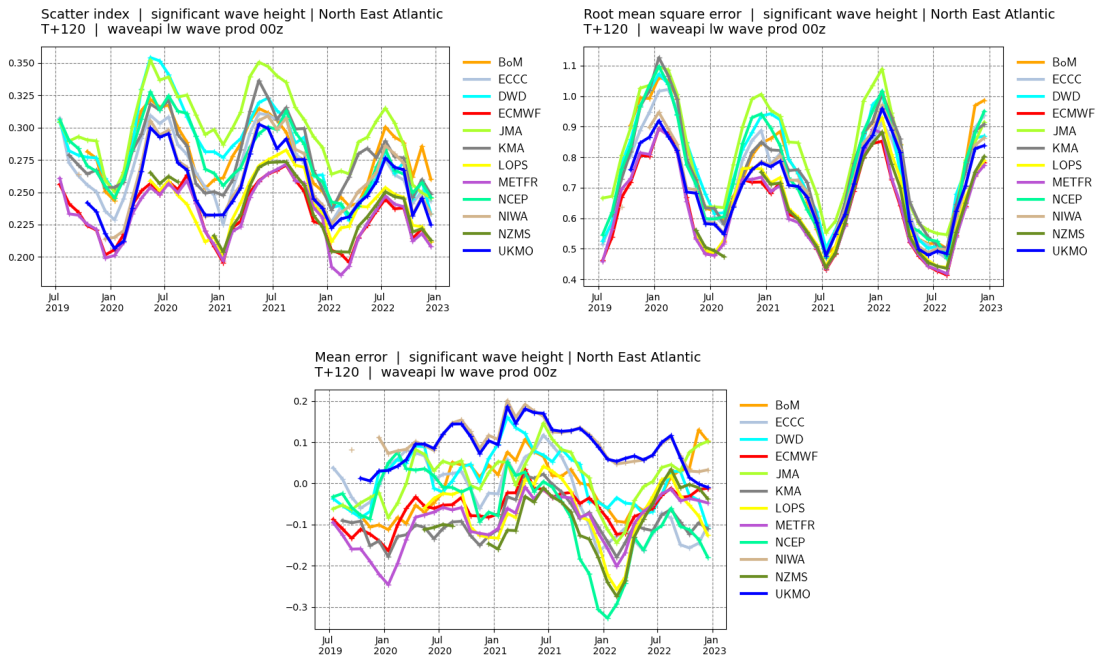 Scatter index | significant wave height | North East Atlantic
T+120 | waveapi lw wave prod 00z
0.350
0.325
0.300
0.275
0.250
0.225
0.200
Jul 2019
Jan 2020
Jul 2020
Jan 2021
Jul 2021
Jan 2022
Jul 2022
Jan 2023
BoM
ECCC
DWD
ECMWF
JMA
KMA
LOPS
METFR
NCEP
NIWA
NZMS
UKMO
Root mean square error | significant wave height | North East Atlantic
T+120 | waveapi lw wave prod 00z
1.1
1.0
0.9
0.8
0.7
0.6
0.5
0.4
Jul 2019
Jan 2020
Jul 2020
Jan 2021
Jul 2021
Jan 2022
Jul 2022
Jan 2023
BoM
ECCC
DWD
ECMWF
JMA
KMA
LOPS
METFR
NCEP
NIWA
NZMS
UKMO
Mean error | significant wave height | North East Atlantic
T+120 | waveapi lw wave prod 00z
0.2
0.1
0.0
−0.1
−0.2
−0.3
Jul 2019
Jan 2020
Jul 2020
Jan 2021
Jul 2021
Jan 2022
Jul 2022
Jan 2023
BoM
ECCC
DWD
ECMWF
JMA
KMA
LOPS
METFR
NCEP
NIWA
NZMS
UKMO